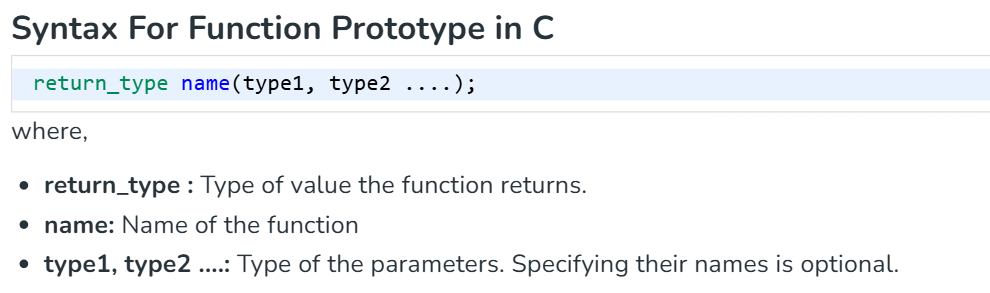 Syntax For Function Prototype in C
return_type name(type1, type2 ....);
where,
• return_type : Type of value the function returns.
• name: Name of the function
• type1, type2 ....: Type of the parameters. Specifying their names is optional.